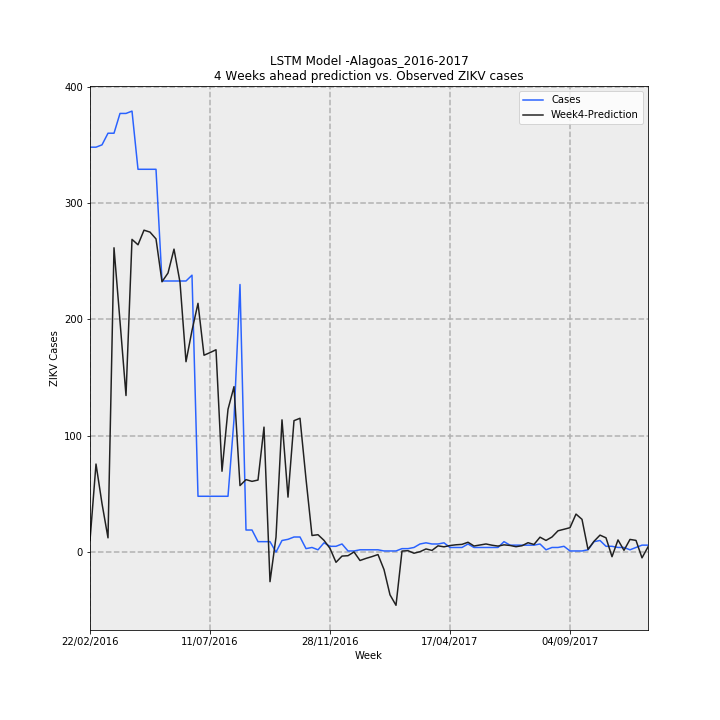 LSTM Model -Alagoas_2016-2017
4 Weeks ahead prediction vs. Observed ZIKV cases
Cases
Week4-Prediction
400
300
200
100
0
ZIKV Cases
22/02/2016
11/07/2016
28/11/2016
17/04/2017
04/09/2017
Week